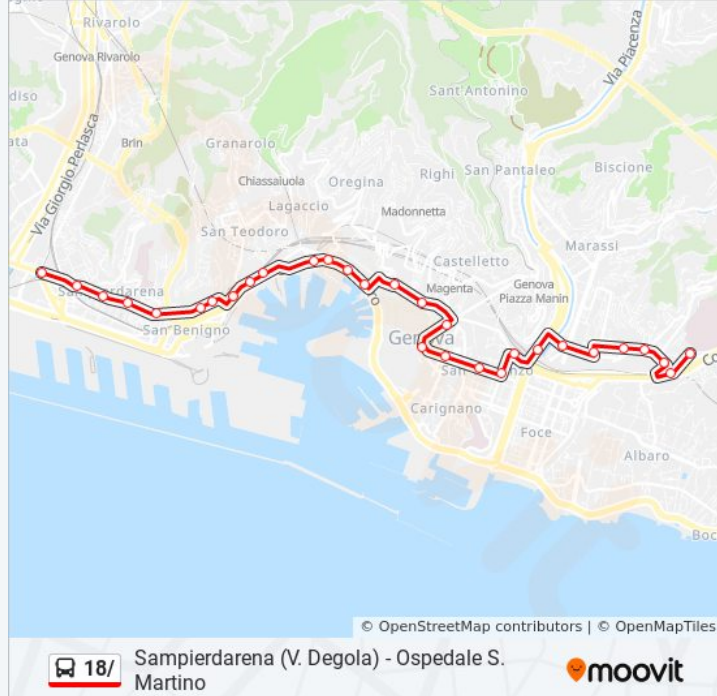 Rivarolo
Genova Rivarolo
Via Piacenza
Sant'Antonino
Via Giorgio Perlasca
Brin
Granarolo
Chiassaiuola
Oregina
Righi
San Pantaleo
Biscione
Lagaccio
Madonnetta
San Teodoro
Marassi
Castelletto
Magenta
Genova
Piazza Manin
Sampierdarena
San Benigno
Genova
Carignano
Foce
Albaro
© OpenStreetMap contributors | © OpenMapTiles
18/
Sampierdarena (V. Degola) - Ospedale S.
Martino
moovit